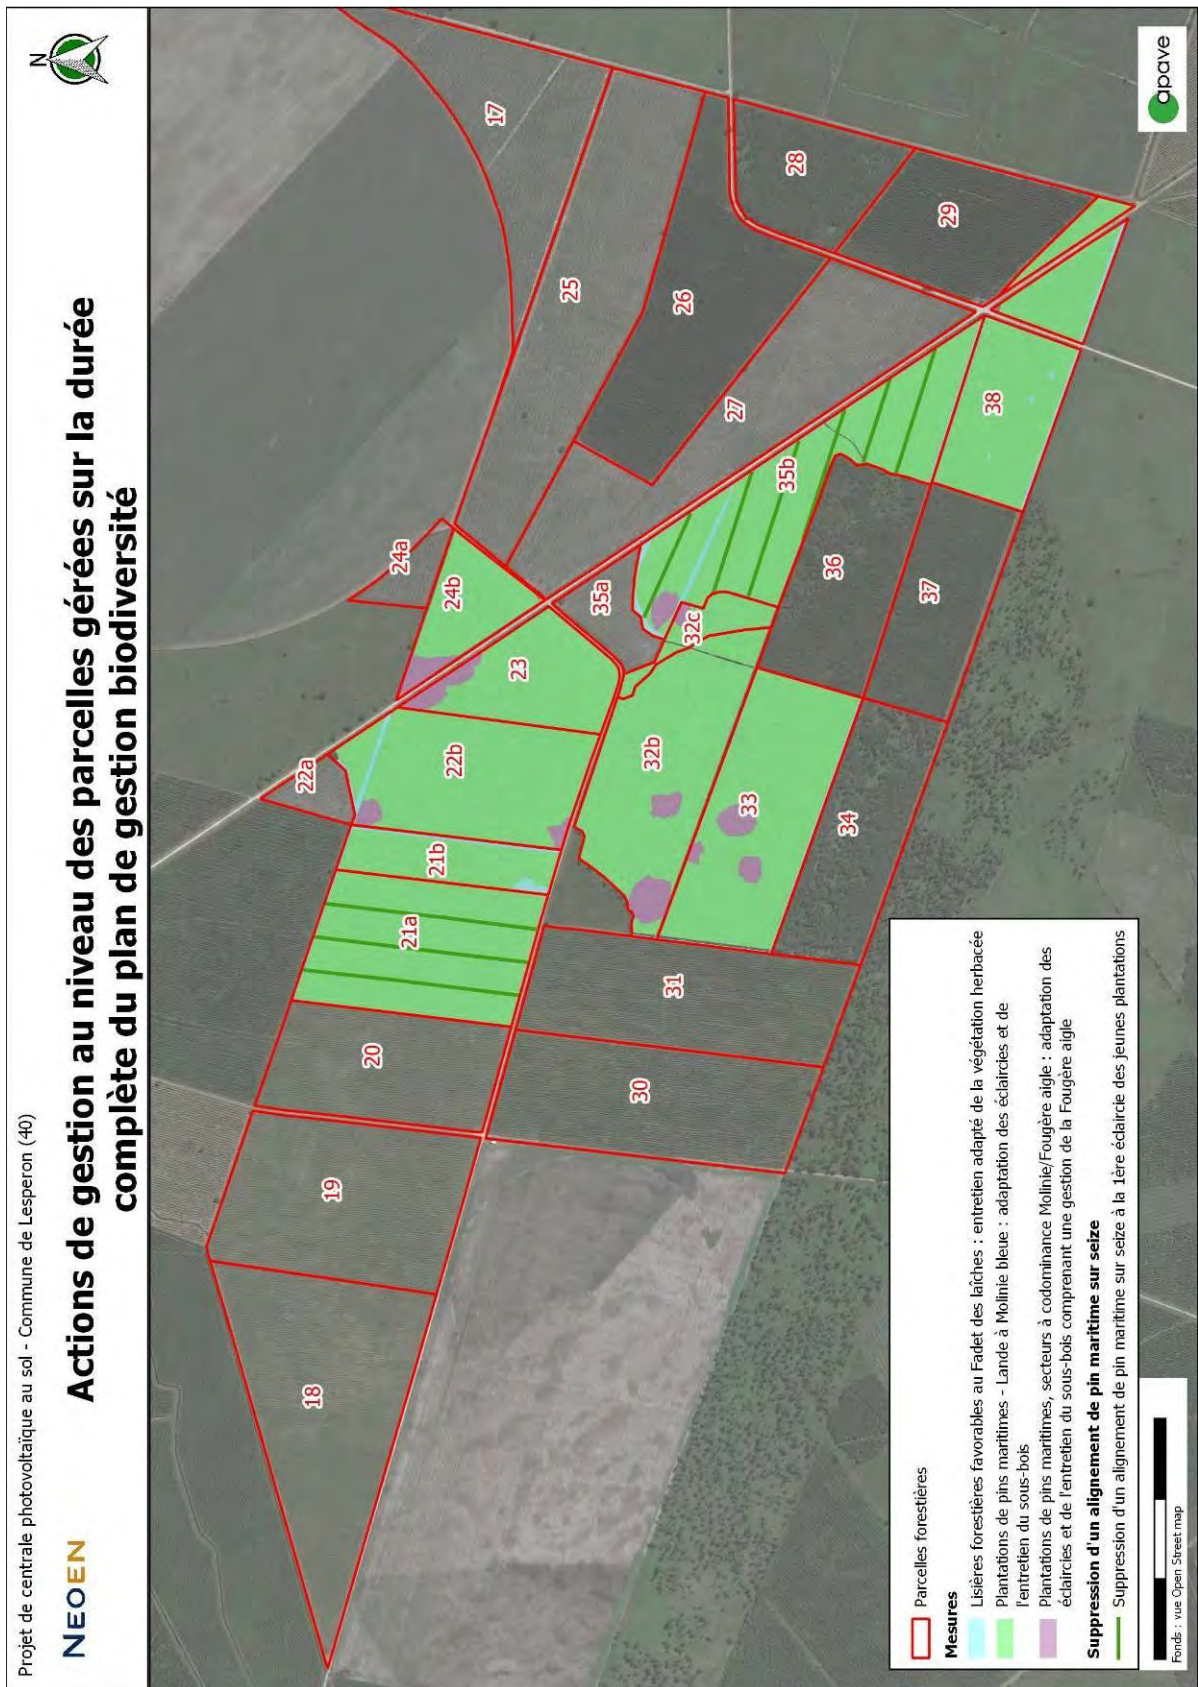 Projet de centrale photovoltaïque au sol - Commune de Lesperon (40)
NEOEN
Actions de gestion au niveau des parcelles gérées sur la durée
complète du plan de gestion biodiversité
N
17
18
19
20
21a
21b
22a
22b
23
24a
24b
25
26
27
28
29
30
31
32b
32c
33
34
35a
35b
36
37
38
Parcelles forestières
Mesures
Lisières forestières favorables au Fadet des laîches : entretien adapté de la végétation herbacée
Plantations de pins maritimes - Lande à Molinie bleue : adaptation des éclaircies et de
l'entretien du sous-bois
Plantations de pins maritimes, secteurs à codominance Molinie/Fougère aigle : adaptation des
éclaircies et de l'entretien du sous-bois comprenant une gestion de la Fougère aigle
Suppression d'un alignement de pin maritime sur seize
Suppression d'un alignement de pin maritime sur seize à la 1ère éclaircie des jeunes plantations
Fonds : vue Open Street map
apave